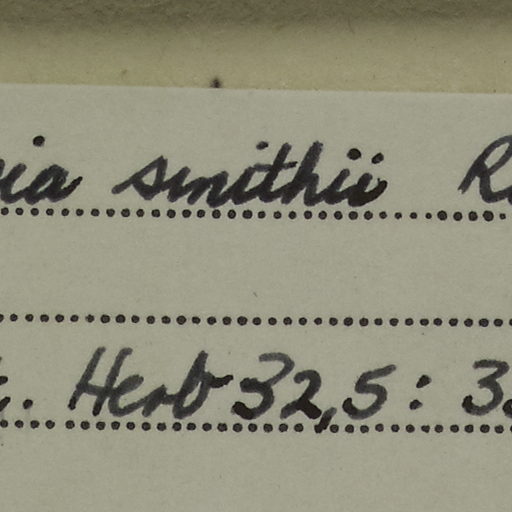 smithii
. Herb 32,5: